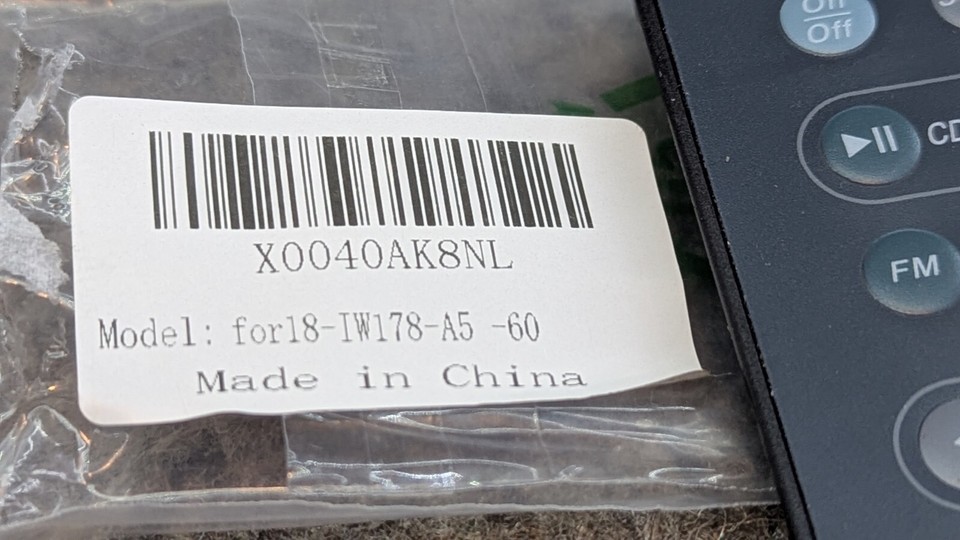 X0040AK8NL
Model: for18-IW178-A5 -60
Made in China
On
Off
CD
FM